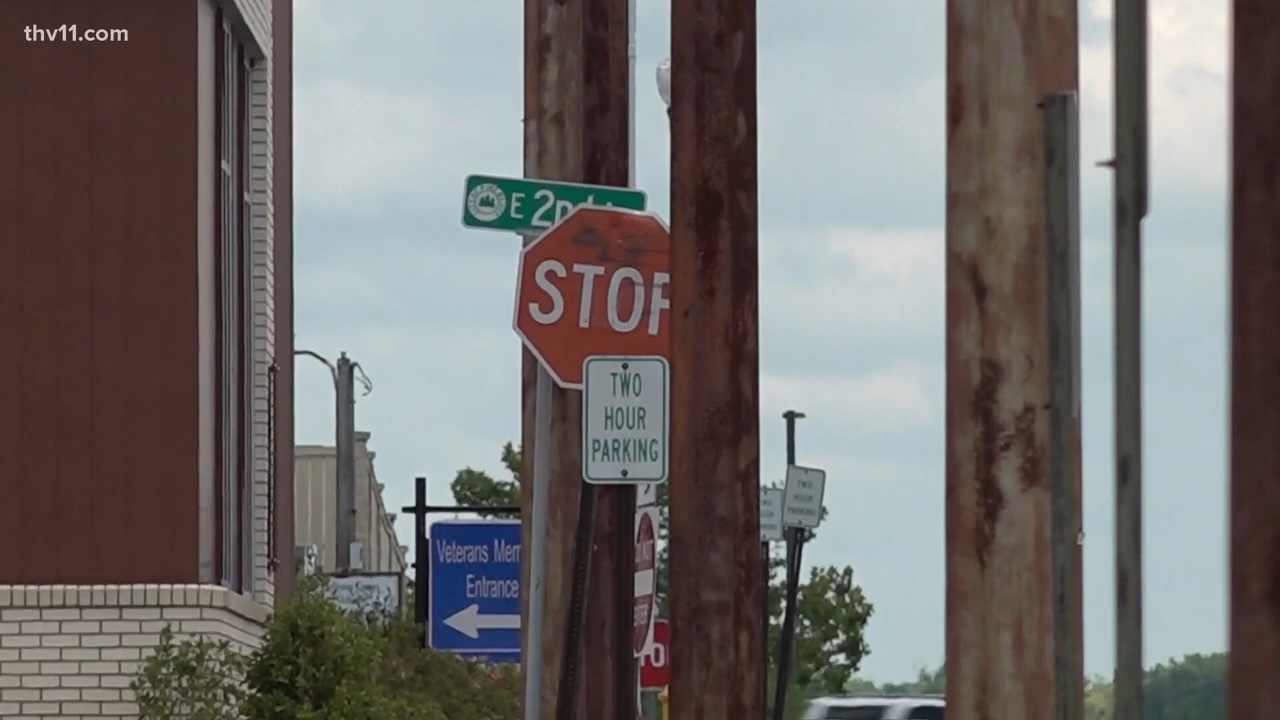 thv11.com
E 2nd
STOP
TWO
HOUR
PARKING
TWO
HOUR
PARKING
Veterans Mem
Entrance